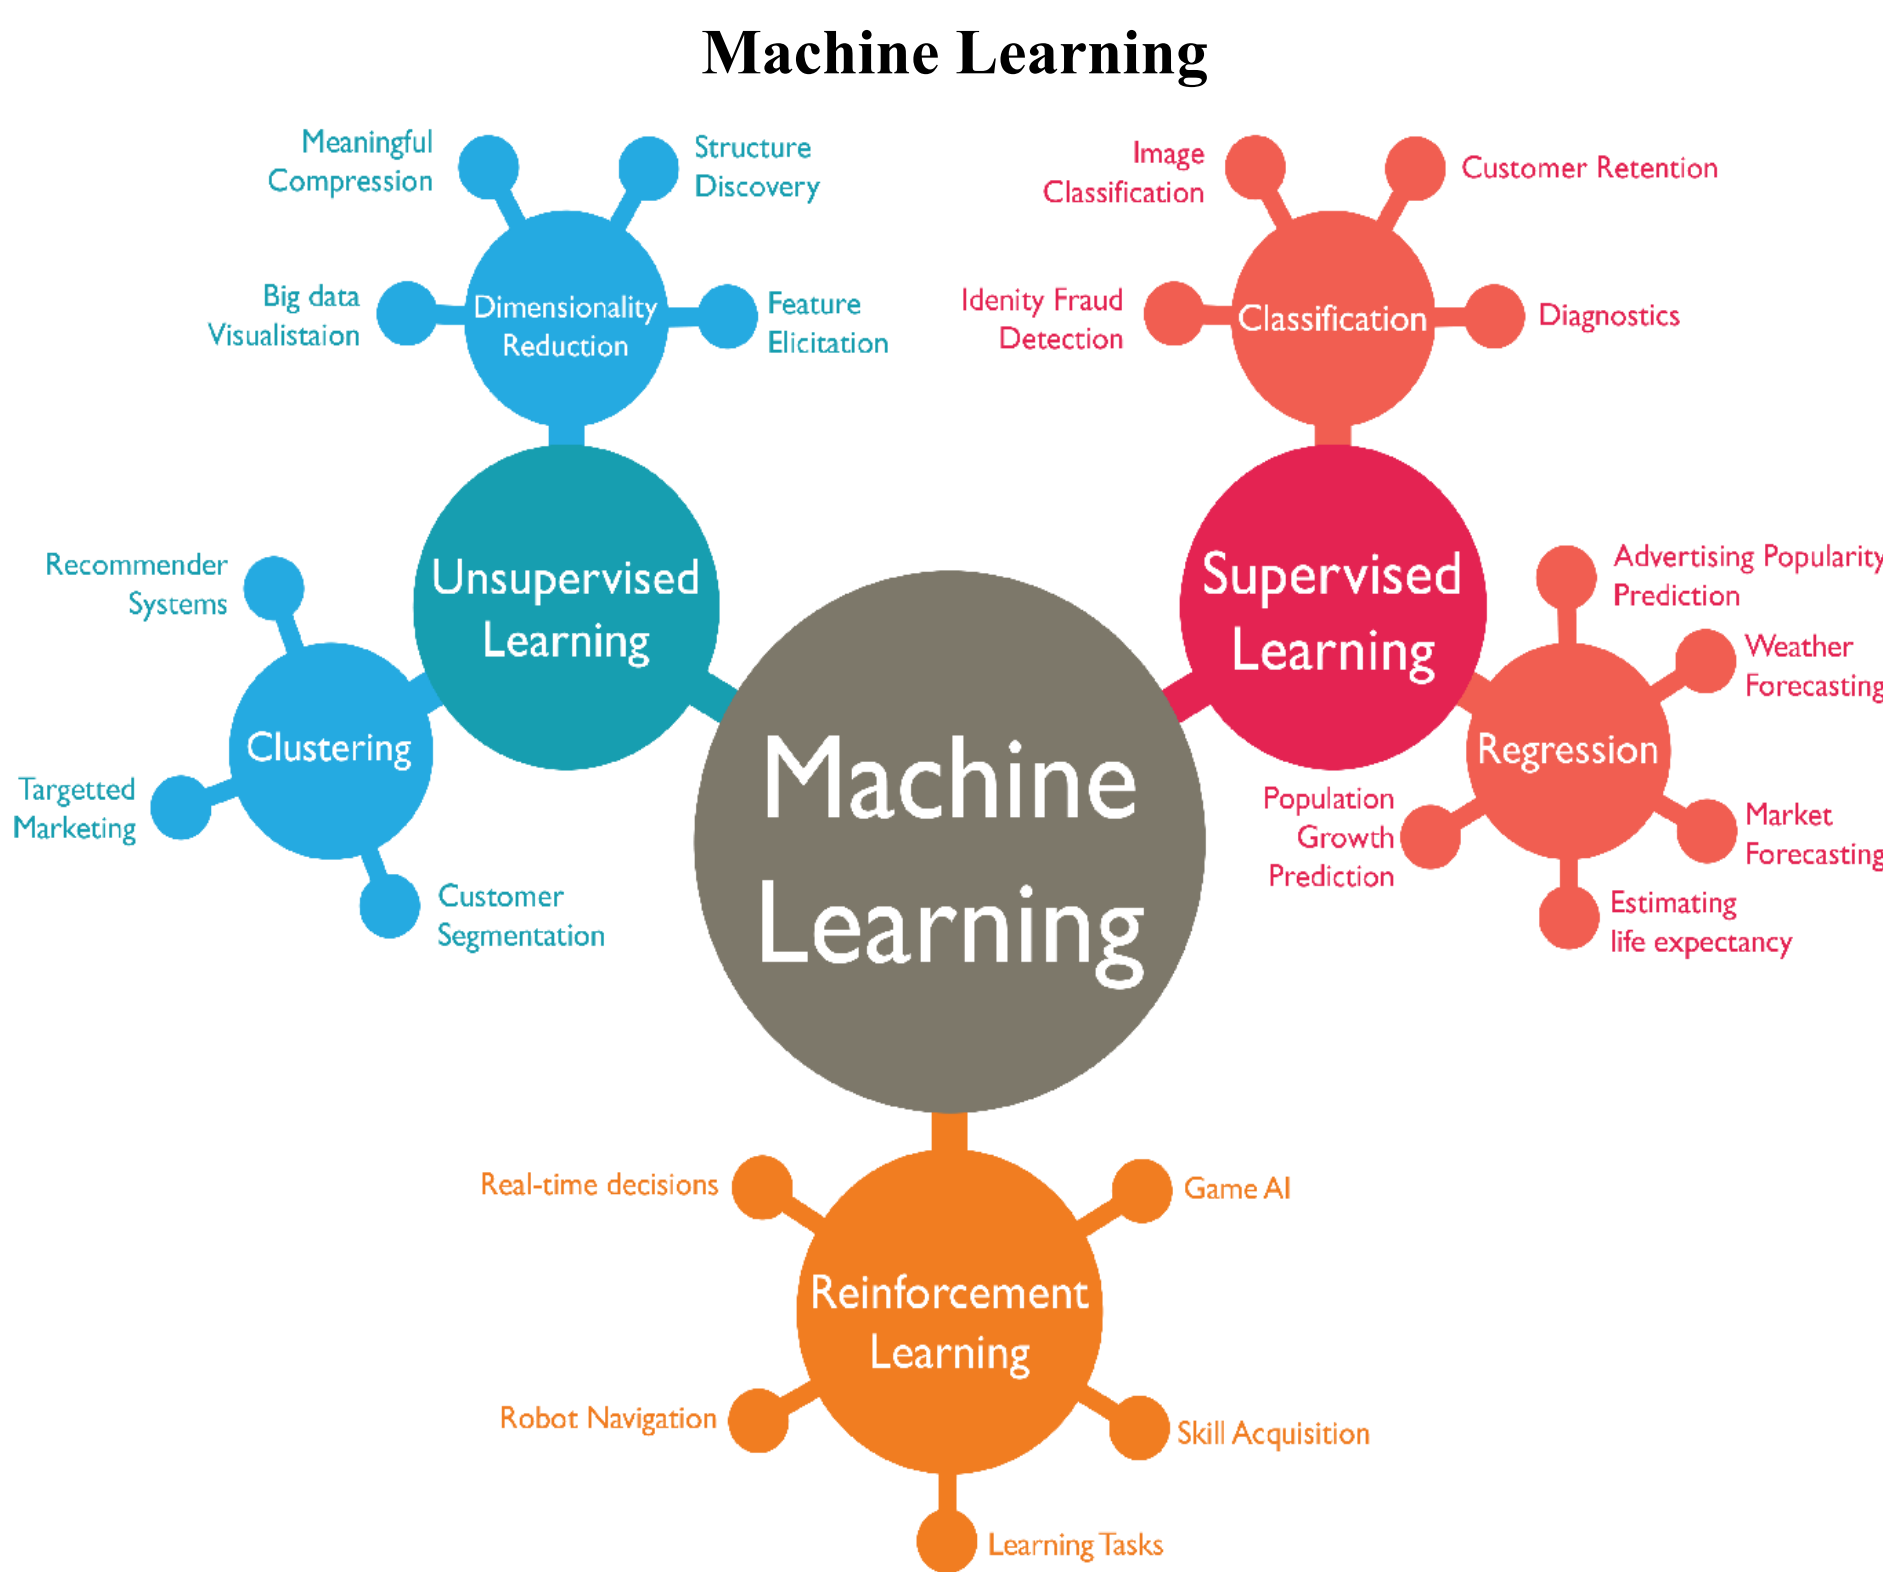 Machine Learning
Meaningful
Compression
Structure
Discovery
Big data
Visualistaion
Dimensionality
Reduction
Feature
Elicitation
Image
Classification
Customer Retention
Idenity Fraud
Detection
Classification
Diagnostics
Unsupervised
Learning
Recommender
Systems
Clustering
Targetted
Marketing
Customer
Segmentation
Supervised
Learning
Advertising Popularity
Prediction
Weather
Forecasting
Regression
Population
Growth
Prediction
Market
Forecasting
Estimating
life expectancy
Machine
Learning
Real-time decisions
Game AI
Reinforcement
Learning
Robot Navigation
Skill Acquisition
Learning Tasks